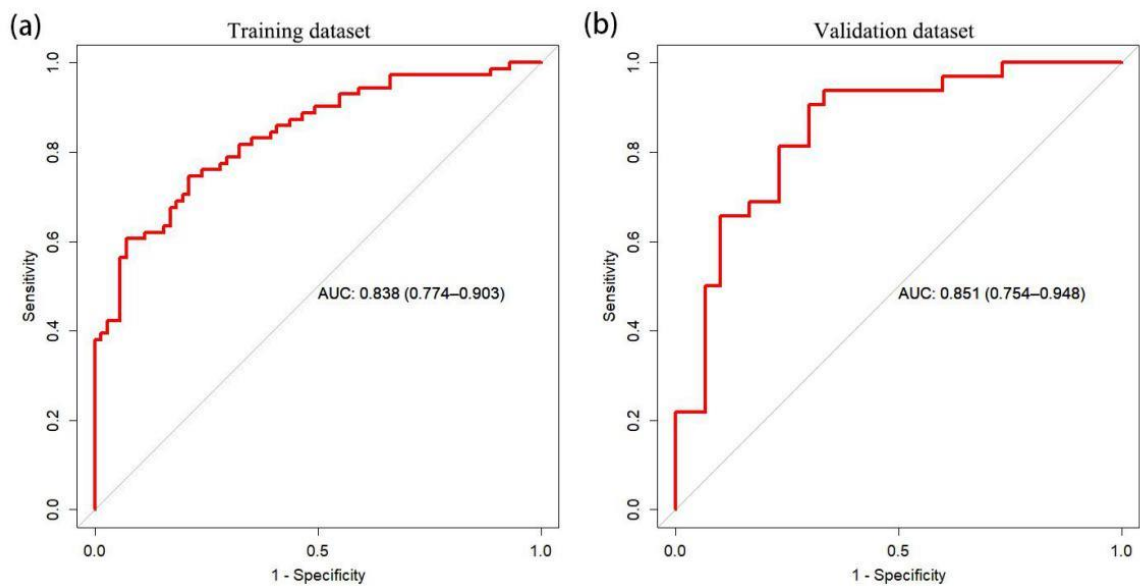 (a)
Training dataset
1.0
0.8
0.6
0.4
0.2
0.0
Sensitivity
AUC: 0.838 (0.774–0.903)
0.0 0.5 1.0
1 - Specificity
(b)
Validation dataset
1.0
0.8
0.6
0.4
0.2
0.0
Sensitivity
AUC: 0.851 (0.754–0.948)
0.0 0.5 1.0
1 - Specificity